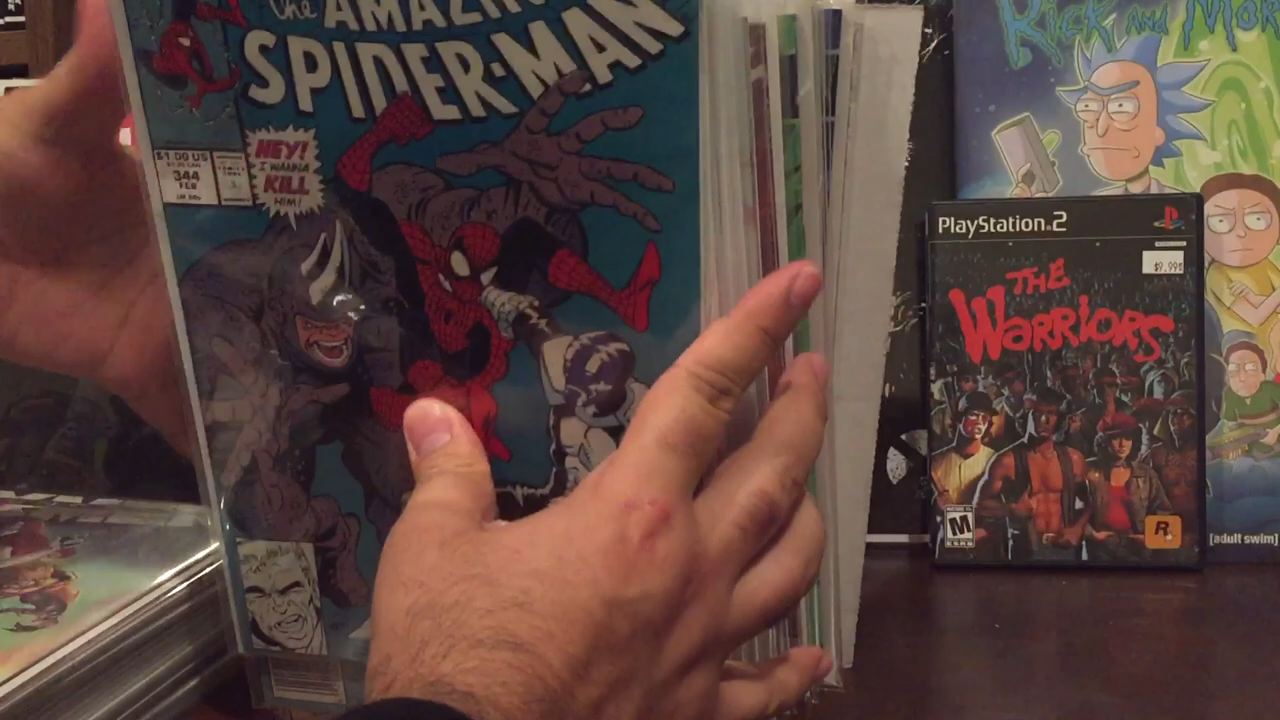 the AMAZING
SPIDER-MAN
$1.00 US
344
FEB
HEY!
I WANNA
KILL
HIM!
RICK AND MOR
PlayStation.2
$9.99
THE
WARRIORS
M
R
[adult swim]